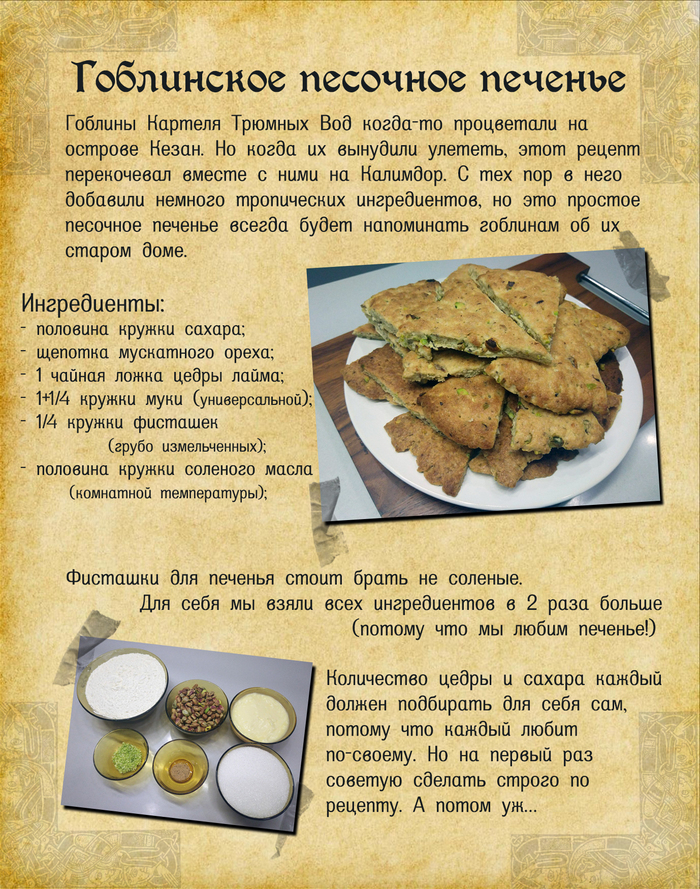 Гоблинское песочное печенье
Гоблины Картеля Трюмных Вод когда-то процветали на
острове Кезан. Но когда их вынудили улететь, этот рецепт
перекочевал вместе с ними на Калимдор. С тех пор в него
добавили немного тропических ингредиентов, но это простое
песочное печенье всегда будет напоминать гоблинам об их
старом доме.
Ингредиенты:
- половина кружки сахара;
- щепотка мускатного ореха;
- 1 чайная ложка цедры лайма;
- 1+1/4 кружки муки (универсальной);
- 1/4 кружки фисташек
(грубо измельченных);
- половина кружки соленого масла
(комнатной температуры);
Фисташки для печенья стоит брать не соленые.
Для себя мы взяли всех ингредиентов в 2 раза больше
(потому что мы любим печенье!)
Количество цедры и сахара каждый
должен подбирать для себя сам,
потому что каждый любит
по-своему. Но на первый раз
советую сделать строго по
рецепту. А потом уж...